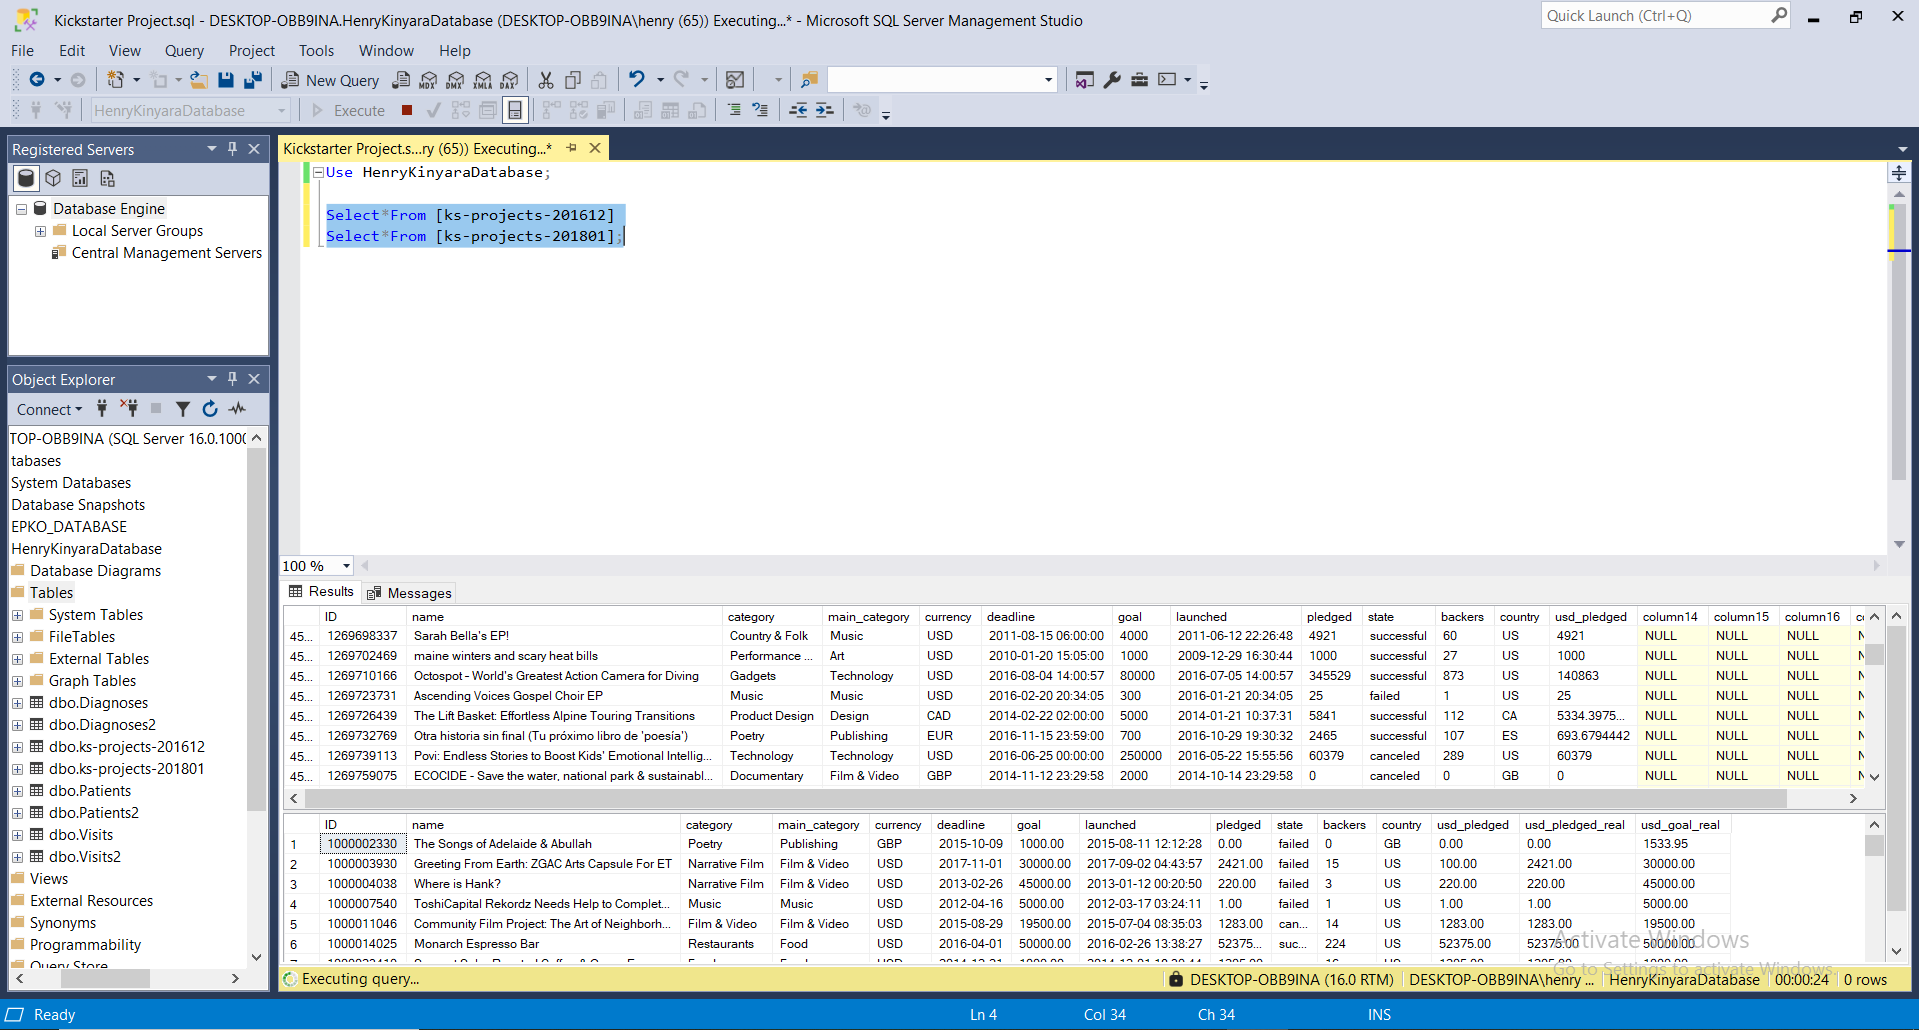 Kickstarter Project.sql - DESKTOP-OBB9INA.HenryKinyaraDatabase (DESKTOP-OBB9INA\henry (65)) Executing...* - Microsoft SQL Server Management Studio
Quick Launch (Ctrl+Q)
File Edit View Query Project Tools Window Help
New Query MDX DMX XMLA DAX
HenryKinyaraDatabase Execute
Registered Servers
Database Engine
Local Server Groups
Central Management Servers
Kickstarter Project.s...ry (65)) Executing...*
Use HenryKinyaraDatabase;
Select*From [ks-projects-201612]
Select*From [ks-projects-201801];
Object Explorer
Connect
TOP-OBB9INA (SQL Server 16.0.1000
tabases
System Databases
Database Snapshots
EPKO_DATABASE
HenryKinyaraDatabase
Database Diagrams
Tables
System Tables
FileTables
External Tables
Graph Tables
dbo.Diagnoses
dbo.Diagnoses2
dbo.ks-projects-201612
dbo.ks-projects-201801
dbo.Patients
dbo.Patients2
dbo.Visits
dbo.Visits2
Views
External Resources
Synonyms
Programmability
Query Store
100 %
Results Messages
ID name category main_category currency deadline goal launched pledged state backers country usd_pledged column14 column15 column16
45... 1269698337 Sarah Bella's EP! Country & Folk Music USD 2011-08-15 06:00:00 4000 2011-06-12 22:26:48 4921 successful 60 US 4921 NULL NULL NULL
45... 1269702469 maine winters and scary heat bills Performance ... Art USD 2010-01-20 15:05:00 1000 2009-12-29 16:30:44 1000 successful 27 US 1000 NULL NULL NULL
45... 1269710166 Octospot - World's Greatest Action Camera for Diving Gadgets Technology USD 2016-08-04 14:00:57 80000 2016-07-05 14:00:57 345529 successful 873 US 140863 NULL NULL NULL
45... 1269723731 Ascending Voices Gospel Choir EP Music Music USD 2016-02-20 20:34:05 300 2016-01-21 20:34:05 25 failed 1 US 25 NULL NULL NULL
45... 1269726439 The Lift Basket: Effortless Alpine Touring Transitions Product Design Design CAD 2014-02-22 02:00:00 5000 2014-01-21 10:37:31 5841 successful 112 CA 5334.3975... NULL NULL NULL
45... 1269732769 Otra historia sin final (Tu próximo libro de 'poesía') Poetry Publishing EUR 2016-11-15 23:59:00 700 2016-10-29 19:30:32 2465 successful 107 ES 693.6794442 NULL NULL NULL
45... 1269739113 Povi: Endless Stories to Boost Kids' Emotional Intellig... Technology Technology USD 2016-06-25 00:00:00 250000 2016-05-22 15:55:56 60379 canceled 289 US 60379 NULL NULL NULL
45... 1269759075 ECOCIDE - Save the water, national park & sustainabl... Documentary Film & Video GBP 2014-11-12 23:29:58 2000 2014-10-14 23:29:58 0 canceled 0 GB 0 NULL NULL NULL
ID name category main_category currency deadline goal launched pledged state backers country usd_pledged usd_pledged_real usd_goal_real
1 1000002330 The Songs of Adelaide & Abullah Poetry Publishing GBP 2015-10-09 1000.00 2015-08-11 12:12:28 0.00 failed 0 GB 0.00 0.00 1533.95
2 1000003930 Greeting From Earth: ZGAC Arts Capsule For ET Narrative Film Film & Video USD 2017-11-01 30000.00 2017-09-02 04:43:57 2421.00 failed 15 US 100.00 2421.00 30000.00
3 1000004038 Where is Hank? Narrative Film Film & Video USD 2013-02-26 45000.00 2013-01-12 00:20:50 220.00 failed 3 US 220.00 220.00 45000.00
4 1000007540 ToshiCapital Rekordz Needs Help to Complet... Music Music USD 2012-04-16 5000.00 2012-03-17 03:24:11 1.00 failed 1 US 1.00 1.00 5000.00
5 1000011046 Community Film Project: The Art of Neighborh... Film & Video Film & Video USD 2015-08-29 19500.00 2015-07-04 08:35:03 1283.00 can... 14 US 1283.00 1283.00 19500.00
6 1000014025 Monarch Espresso Bar Restaurants Food USD 2016-04-01 50000.00 2016-02-26 13:38:27 52375... suc... 224 US 52375.00 52375.00 50000.00
Activate Windows
Go to Settings to activate Windows.
Executing query... DESKTOP-OBB9INA (16.0 RTM) DESKTOP-OBB9INA\henry ... HenryKinyaraDatabase 00:00:24 0 rows
Ready Ln 4 Col 34 Ch 34 INS